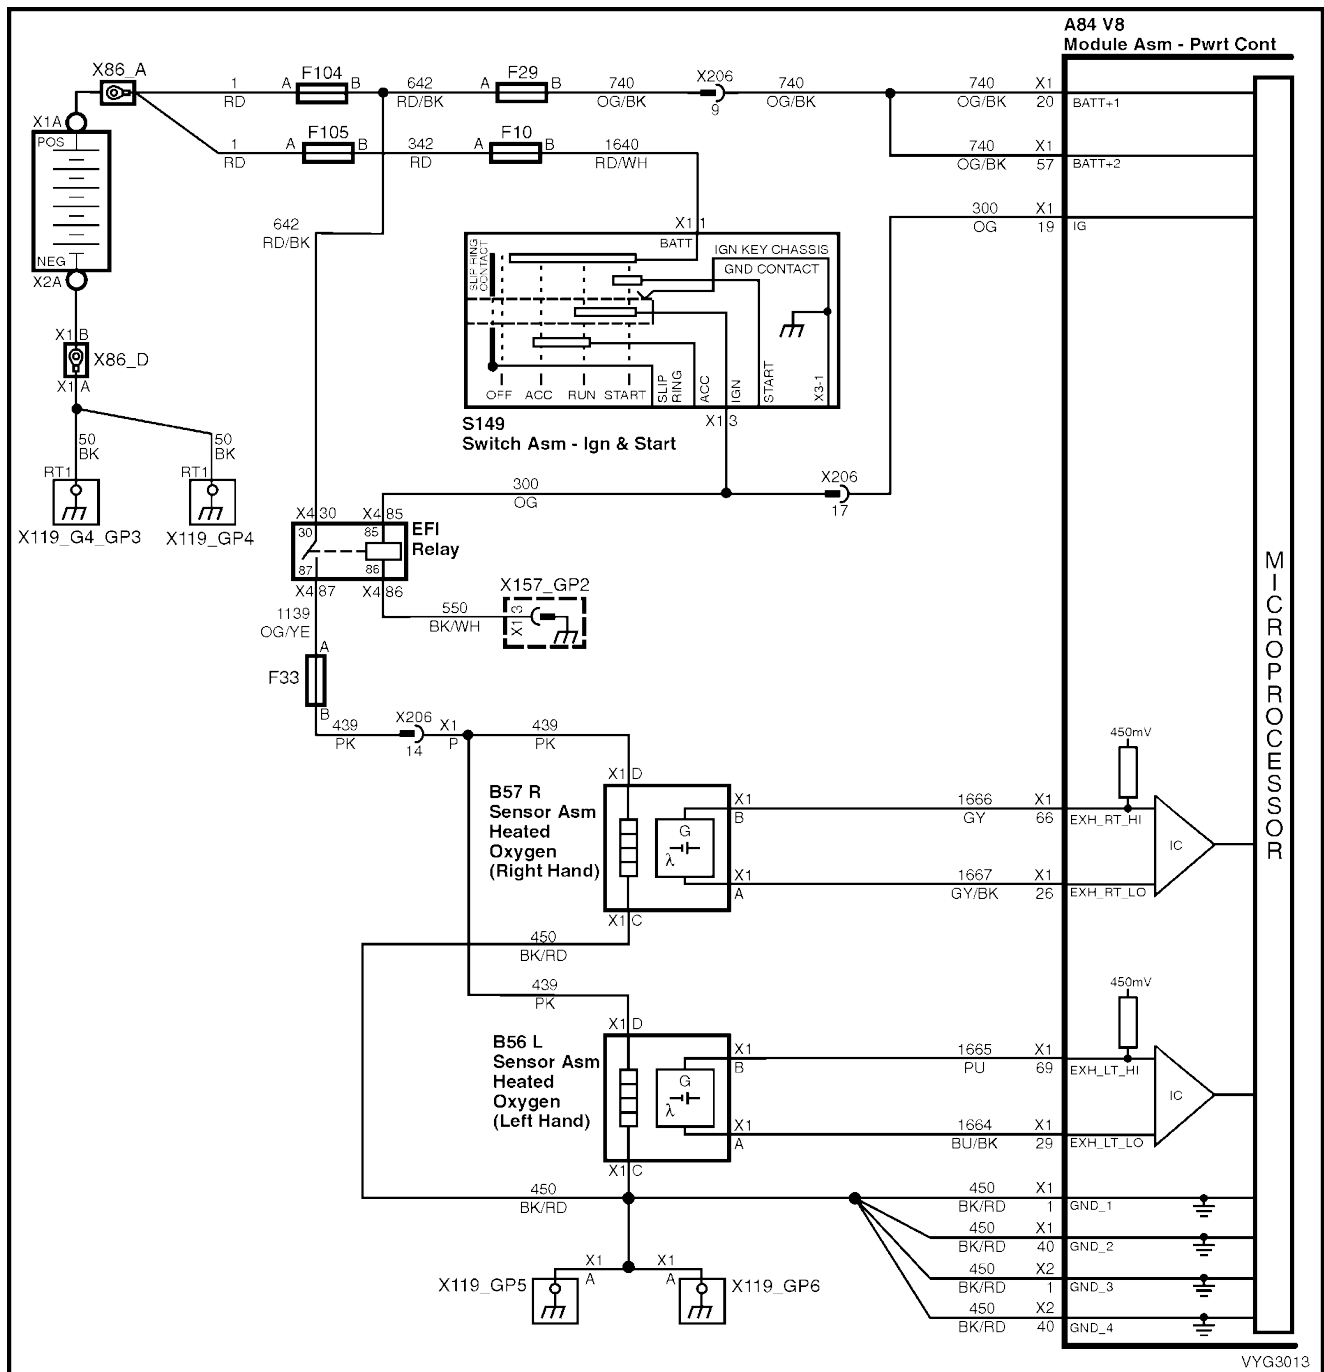 A84 V8
Module Asm - Pwrt Cont
X86_A
1
RD
A
F104
B
642
RD/BK
A
F29
B
740
OG/BK
X206
9
740
OG/BK
740
OG/BK
X1
20
BATT+1
X1A
POS
1
RD
A
F105
B
342
RD
A
F10
B
1640
RD/WH
740
OG/BK
X1
57
BATT+2
642
RD/BK
300
OG
X1
19
IG
X1 1
BATT
IGN KEY CHASSIS
GND CONTACT
SLIP RING
CONTACT
NEG
X2A
X1 B
X86_D
X1 A
OFF
ACC
RUN
START
SLIP
RING
ACC
IGN
START
X3-1
S149
Switch Asm - Ign & Start
X1 3
50
BK
50
BK
RT1
RT1
X119_G4_GP3
X119_GP4
300
OG
X206
17
X4 30
X4 85
30
85
87
86
EFI
Relay
X4 87
X4 86
X157_GP2
X1 3
550
BK/WH
1139
OG/YE
A
F33
B
439
PK
X206
14
X1
P
439
PK
MICROPROCESSOR
450mV
X1 D
B57 R
Sensor Asm
Heated
Oxygen
(Right Hand)
G
λ
X1
B
1666
GY
X1
66
EXH_RT_HI
IC
X1
A
1667
GY/BK
X1
26
EXH_RT_LO
X1 C
450
BK/RD
439
PK
450mV
X1 D
B56 L
Sensor Asm
Heated
Oxygen
(Left Hand)
G
λ
X1
B
1665
PU
X1
69
EXH_LT_HI
IC
X1
A
1664
BU/BK
X1
29
EXH_LT_LO
X1 C
450
BK/RD
450
BK/RD
X1
1
GND_1
450
BK/RD
X1
40
GND_2
450
BK/RD
X2
1
GND_3
450
BK/RD
X2
40
GND_4
X119_GP5
X1
A
X1
A
X119_GP6
VYG3013